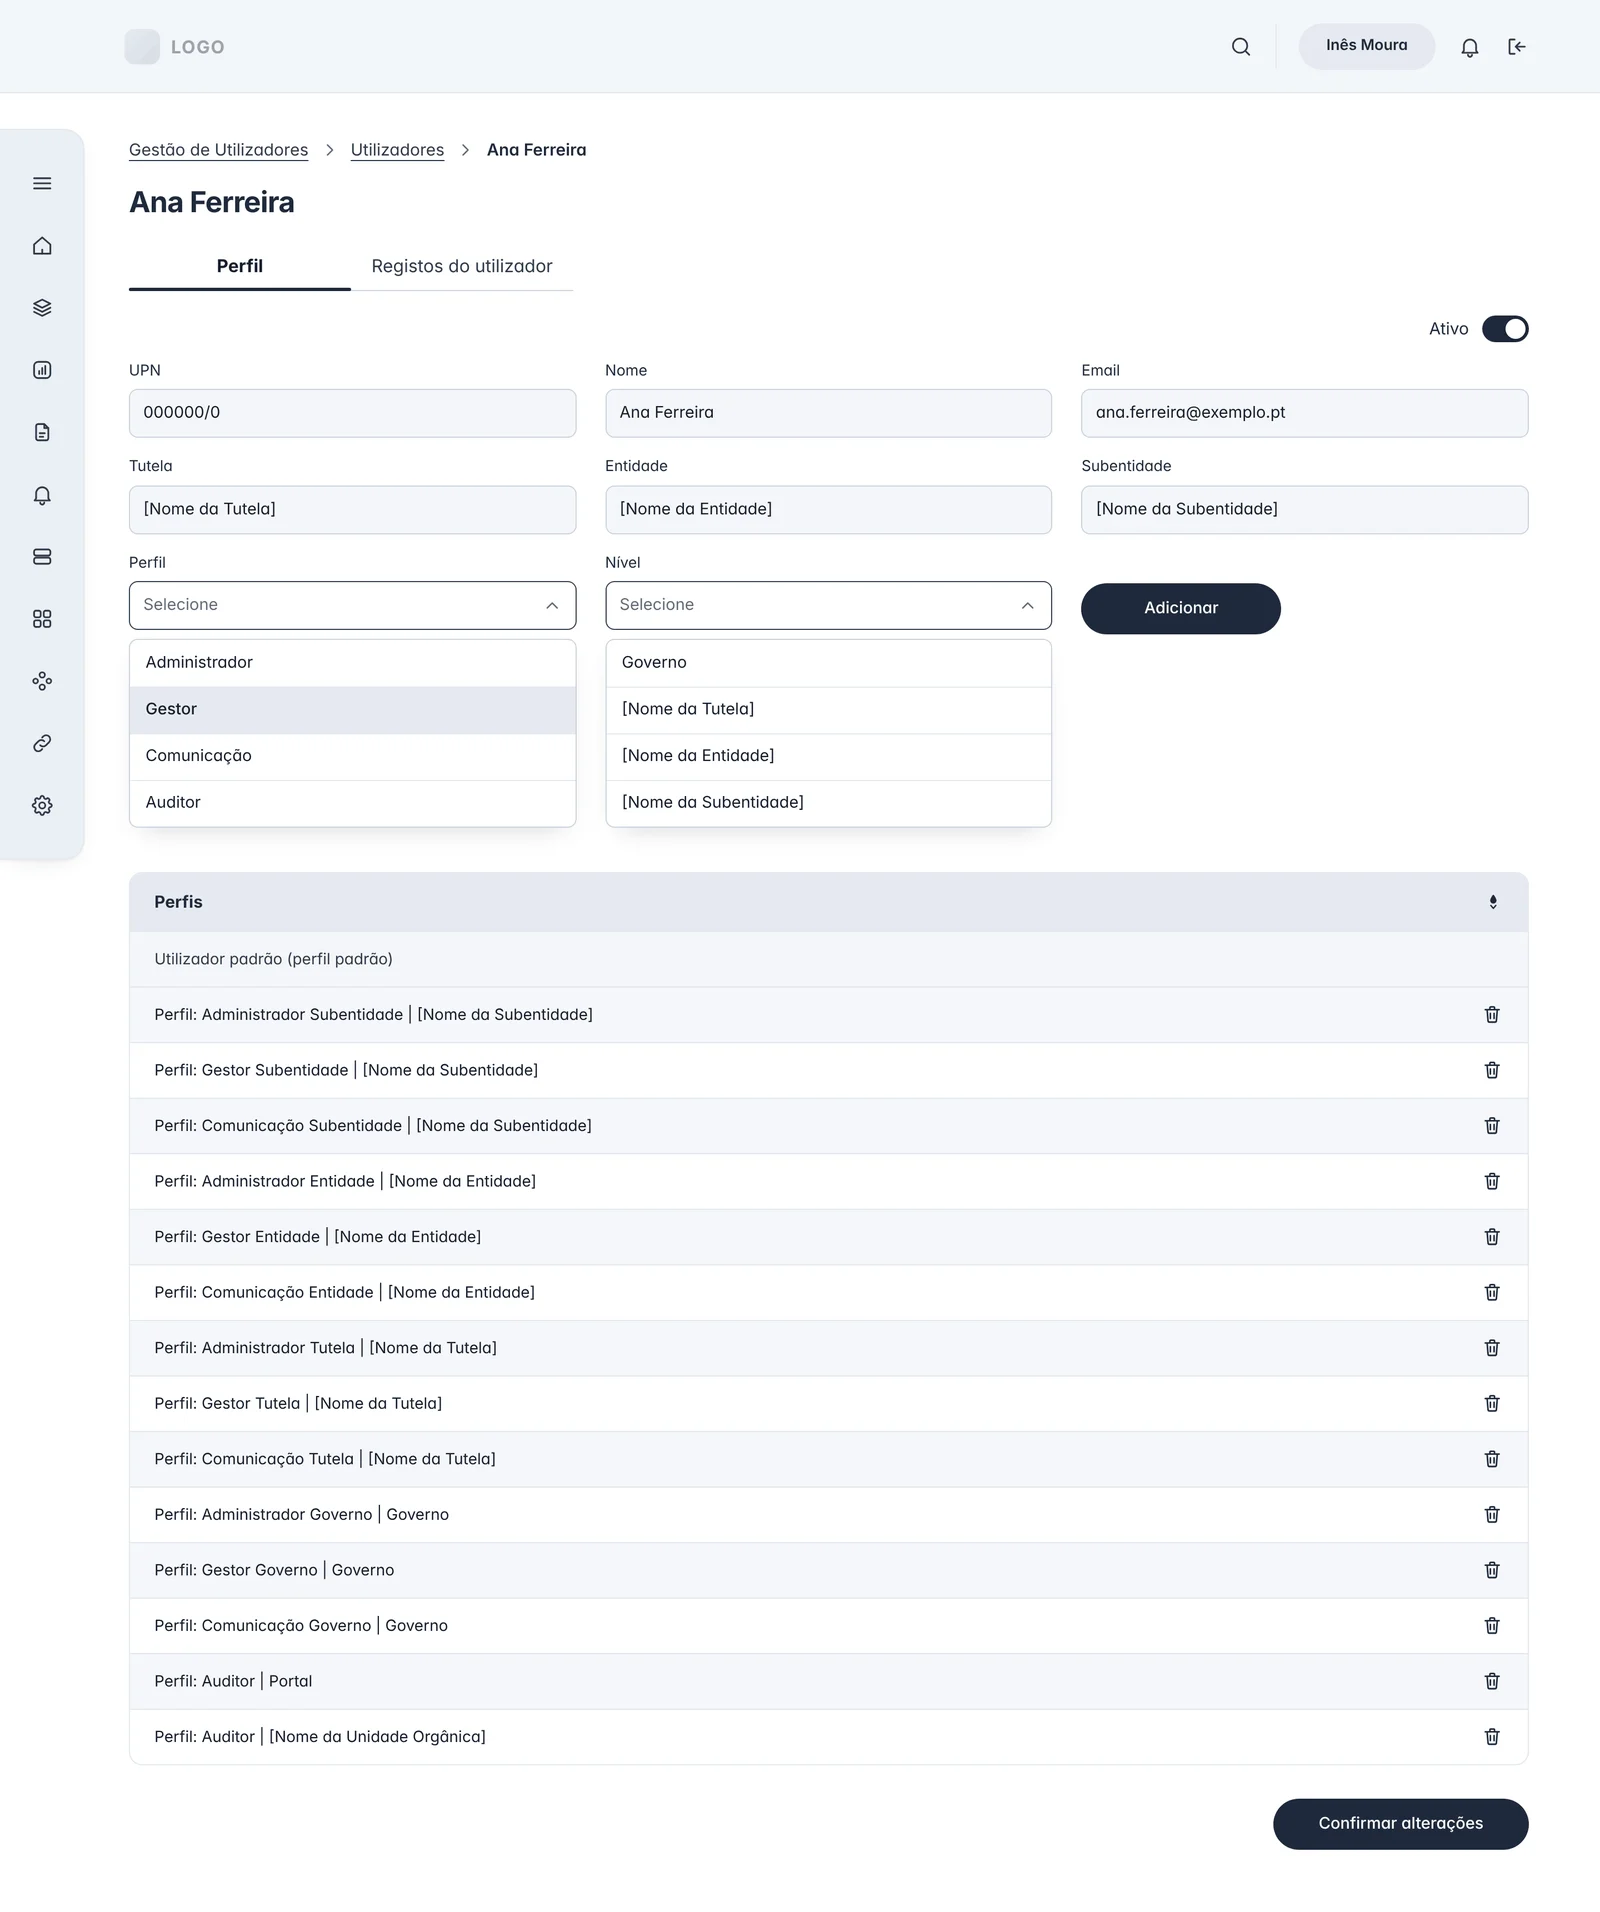 LOGO
Inês Moura
Gestão de Utilizadores > Utilizadores > Ana Ferreira
Ana Ferreira
Perfil
Registos do utilizador
Ativo
UPN
Nome
Email
000000/0
Ana Ferreira
ana.ferreira@exemplo.pt
Tutela
Entidade
Subentidade
[Nome da Tutela]
[Nome da Entidade]
[Nome da Subentidade]
Perfil
Nível
Selecione
Selecione
Adicionar
Administrador
Gestor
Comunicação
Auditor
Governo
[Nome da Tutela]
[Nome da Entidade]
[Nome da Subentidade]
Perfis
Utilizador padrão (perfil padrão)
Perfil: Administrador Subentidade | [Nome da Subentidade]
Perfil: Gestor Subentidade | [Nome da Subentidade]
Perfil: Comunicação Subentidade | [Nome da Subentidade]
Perfil: Administrador Entidade | [Nome da Entidade]
Perfil: Gestor Entidade | [Nome da Entidade]
Perfil: Comunicação Entidade | [Nome da Entidade]
Perfil: Administrador Tutela | [Nome da Tutela]
Perfil: Gestor Tutela | [Nome da Tutela]
Perfil: Comunicação Tutela | [Nome da Tutela]
Perfil: Administrador Governo | Governo
Perfil: Gestor Governo | Governo
Perfil: Comunicação Governo | Governo
Perfil: Auditor | Portal
Perfil: Auditor | [Nome da Unidade Orgânica]
Confirmar alterações